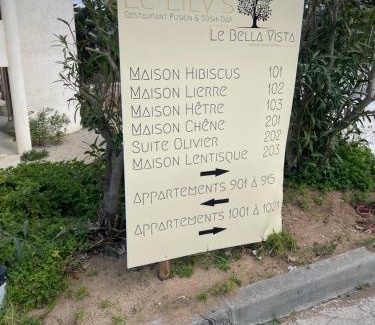 Le Lily's
Restaurant Fusion & Sushi Bar
Le Bella Vista
Maison Hibiscus 101
Maison Lierre 102
Maison Hêtre 103
Maison Chêne 201
Suite Olivier 202
Maison Lentisque 203
Appartements 901 à 915
Appartements 1001 à 1021